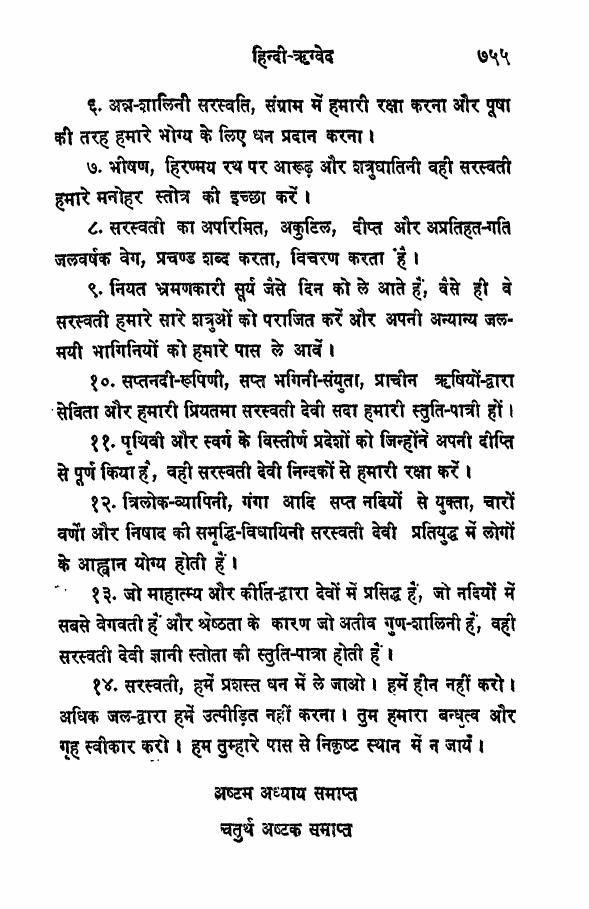 हिन्दी-ऋग्वेद ७५५
६. अन्न-शालिनी सरस्वति, संग्राम में हमारी रक्षा करना और पूषा
की तरह हमारे भोग्य के लिए धन प्रदान करना।
७. भीषण, हिरण्मय रथ पर आरूढ़ और शत्रुघातिनी वही सरस्वती
हमारे मनोहर स्तोत्र की इच्छा करें।
८. सरस्वती का अपरिमित, अकुटिल, दीप्त और अप्रतिहत-गति
जलवर्षक वेग, प्रचण्ड शब्द करता, विचरण करता है।
९. नियत भ्रमणकारी सूर्य जैसे दिन को ले आते हैं, वैसे ही वे
सरस्वती हमारे सारे शत्रुओं को पराजित करें और अपनी अन्यान्य जल-
मयी भागिनियों को हमारे पास ले आवें।
१०. सप्तनदी-रूपिणी, सप्त भगिनी-संयुता, प्राचीन ऋषियों-द्वारा
सेविता और हमारी प्रियतमा सरस्वती देवी सदा हमारी स्तुति-पात्री हों।
११. पृथिवी और स्वर्ग के विस्तीर्ण प्रदेशों को जिन्होंने अपनी दीप्ति
से पूर्ण किया है, वही सरस्वती देवी निन्दकों से हमारी रक्षा करें।
१२. त्रिलोक-व्यापिनी, गंगा आदि सप्त नदियों से युक्ता, चारों
वर्णों और निषाद की समृद्धि-विधायिनी सरस्वती देवी प्रतियुद्ध में लोगों
के आह्वान योग्य होती हैं।
१३. जो माहात्म्य और कीर्ति-द्वारा देवों में प्रसिद्ध हैं, जो नदियों में
सबसे वेगवती हैं और श्रेष्ठता के कारण जो अतीव गुण-शालिनी हैं, वही
सरस्वती देवी ज्ञानी स्तोता की स्तुति-पात्रा होती हैं।
१४. सरस्वती, हमें प्रशस्त धन में ले जाओ। हमें हीन नहीं करो।
अधिक जल-द्वारा हमें उत्पीड़ित नहीं करना। तुम हमारा बन्धुत्व और
गृह स्वीकार करो। हम तुम्हारे पास से निकृष्ट स्थान में न जायँ।
अष्टम अध्याय समाप्त
चतुर्थ अष्टक समाप्त